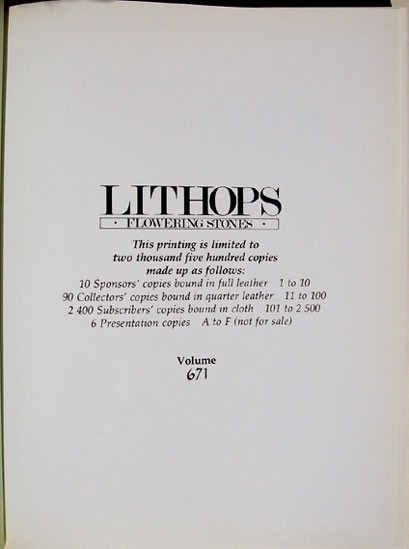 LITHOPS
· FLOWERING STONES ·
This printing is limited to
two thousand five hundred copies
made up as follows:
10 Sponsors' copies bound in full leather 1 to 10
90 Collectors' copies bound in quarter leather 11 to 100
2 400 Subscribers' copies bound in cloth 101 to 2 500
6 Presentation copies A to F (not for sale)
Volume
671